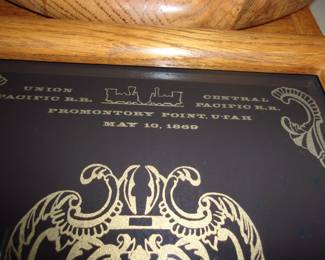 UNION CENTRAL
PACIFIC R.R. PACIFIC R.R.
PROMONTORY POINT, UTAH
MAY 10, 1869